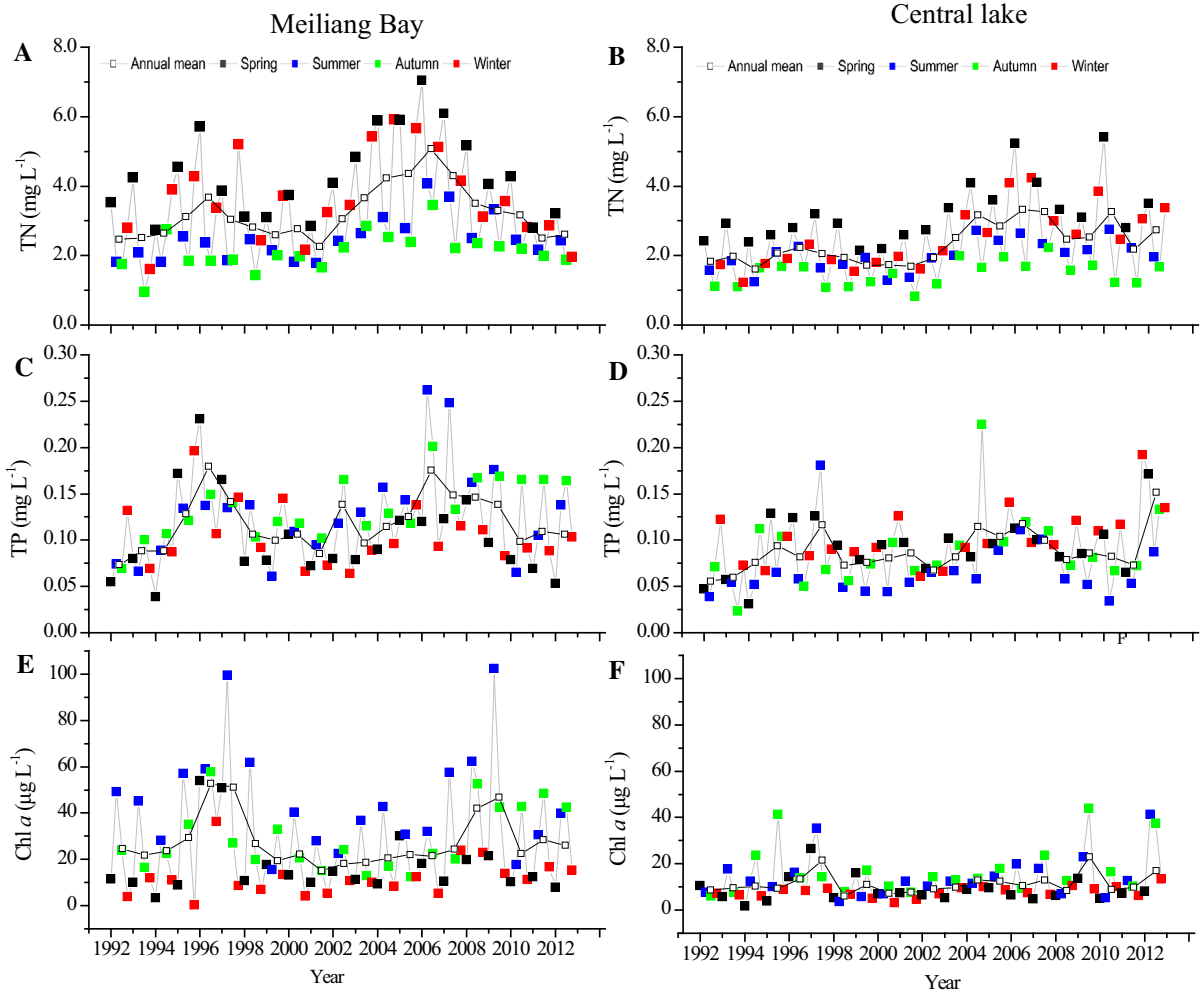 Meiliang Bay
Central lake
A
8.0
6.0
4.0
2.0
0.0
TN (mg L-1)
Annual mean Spring Summer Autumn Winter
B
8.0
6.0
4.0
2.0
0.0
TN (mg L-1)
Annual mean Spring Summer Autumn Winter
C
0.30
0.25
0.20
0.15
0.10
0.05
0.00
TP (mg L-1)
D
0.30
0.25
0.20
0.15
0.10
0.05
0.00
TP (mg L-1)
E
100
80
60
40
20
0
Chl a (µg L-1)
1992 1994 1996 1998 2000 2002 2004 2006 2008 2010 2012
Year
F
100
80
60
40
20
0
Chl a (µg L-1)
1992 1994 1996 1998 2000 2002 2004 2006 2008 2010 2012
Year